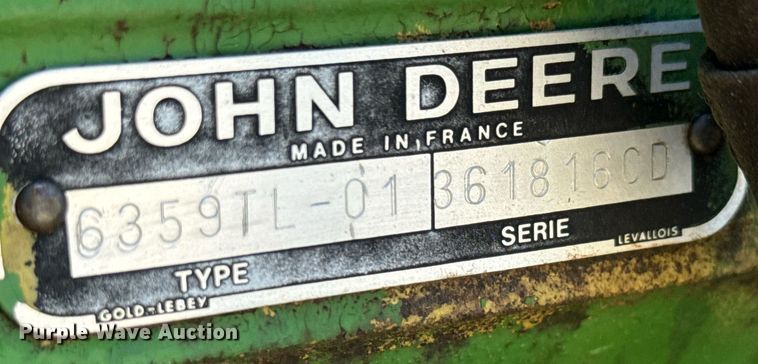 JOHN DEERE
MADE IN FRANCE
6359TL-01 361816CD
TYPE SERIE
GOLD-LEBEY LEVALLOIS
Purple Wave Auction